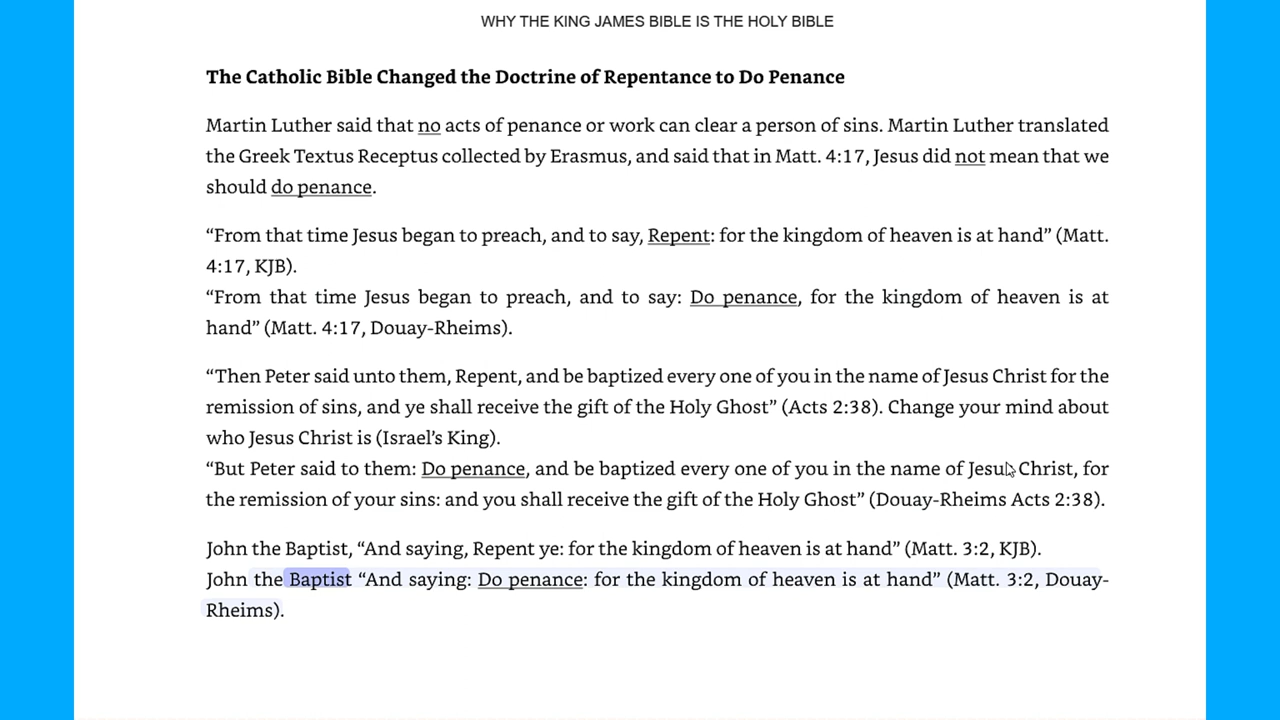 WHY THE KING JAMES BIBLE IS THE HOLY BIBLE
The Catholic Bible Changed the Doctrine of Repentance to Do Penance
Martin Luther said that no acts of penance or work can clear a person of sins. Martin Luther translated
the Greek Textus Receptus collected by Erasmus, and said that in Matt. 4:17, Jesus did not mean that we
should do penance.
“From that time Jesus began to preach, and to say, Repent: for the kingdom of heaven is at hand” (Matt.
4:17, KJB).
“From that time Jesus began to preach, and to say: Do penance, for the kingdom of heaven is at
hand” (Matt. 4:17, Douay-Rheims).
“Then Peter said unto them, Repent, and be baptized every one of you in the name of Jesus Christ for the
remission of sins, and ye shall receive the gift of the Holy Ghost” (Acts 2:38). Change your mind about
who Jesus Christ is (Israel’s King).
“But Peter said to them: Do penance, and be baptized every one of you in the name of Jesus Christ, for
the remission of your sins: and you shall receive the gift of the Holy Ghost” (Douay-Rheims Acts 2:38).
John the Baptist, “And saying, Repent ye: for the kingdom of heaven is at hand” (Matt. 3:2, KJB).
John the Baptist “And saying: Do penance: for the kingdom of heaven is at hand” (Matt. 3:2, Douay-
Rheims).